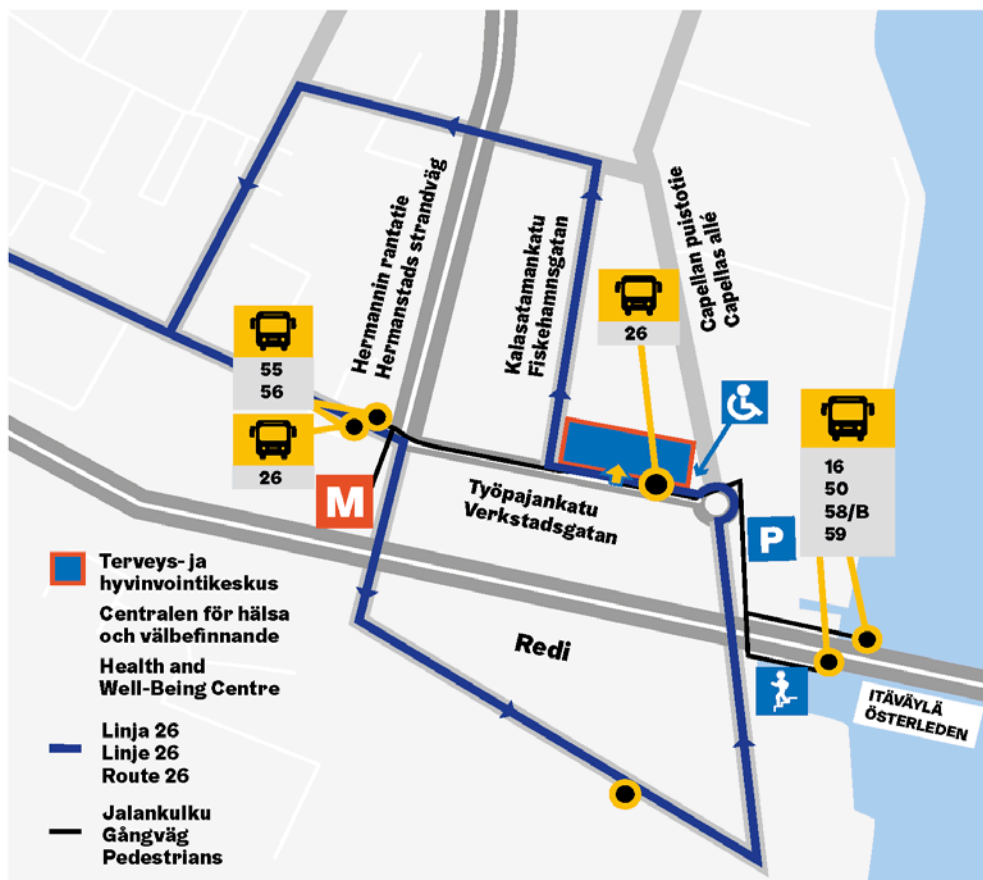 Hermannin rantatie
Hermanstads strandväg
Kalasatamankatu
Fiskehamnsgatan
Capellan puistotie
Capellas allé
26
55
56
26
M
Työpajankatu
Verkstadsgatan
P
16
50
58/B
59
Redi
ITÄVÄYLÄ
ÖSTERLEDEN
Terveys- ja
hyvinvointikeskus
Centralen för hälsa
och välbefinnande
Health and
Well-Being Centre
Linja 26
Linje 26
Route 26
Jalankulku
Gångväg
Pedestrians